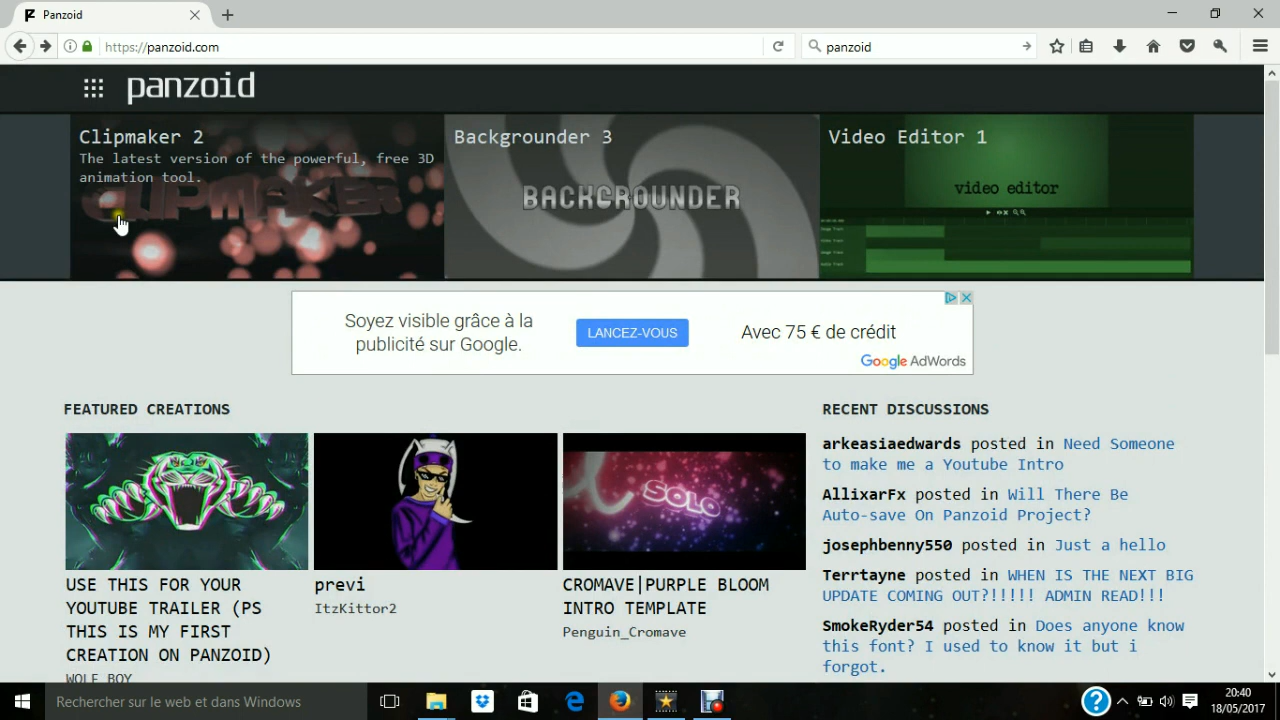 Panzoid
https://panzoid.com
panzoid
panzoid
Clipmaker 2
The latest version of the powerful, free 3D
animation tool.
CLIPMAKER
Backgrounder 3
BACKGROUNDER
Video Editor 1
video editor
Soyez visible grâce à la
publicité sur Google.
LANCEZ-VOUS
Avec 75 € de crédit
Google AdWords
FEATURED CREATIONS
SOLO
USE THIS FOR YOUR
YOUTUBE TRAILER (PS
THIS IS MY FIRST
CREATION ON PANZOID)
WOLF BOY
previ
ItzKittor2
CROMAVE|PURPLE BLOOM
INTRO TEMPLATE
Penguin_Cromave
RECENT DISCUSSIONS
arkeasiaedwards posted in Need Someone
to make me a Youtube Intro
AllixarFx posted in Will There Be
Auto-save On Panzoid Project?
josephbenny550 posted in Just a hello
Terrtayne posted in WHEN IS THE NEXT BIG
UPDATE COMING OUT?!!!!! ADMIN READ!!!
SmokeRyder54 posted in Does anyone know
this font? I used to know it but i
forgot.
Rechercher sur le web et dans Windows
20:40
18/05/2017